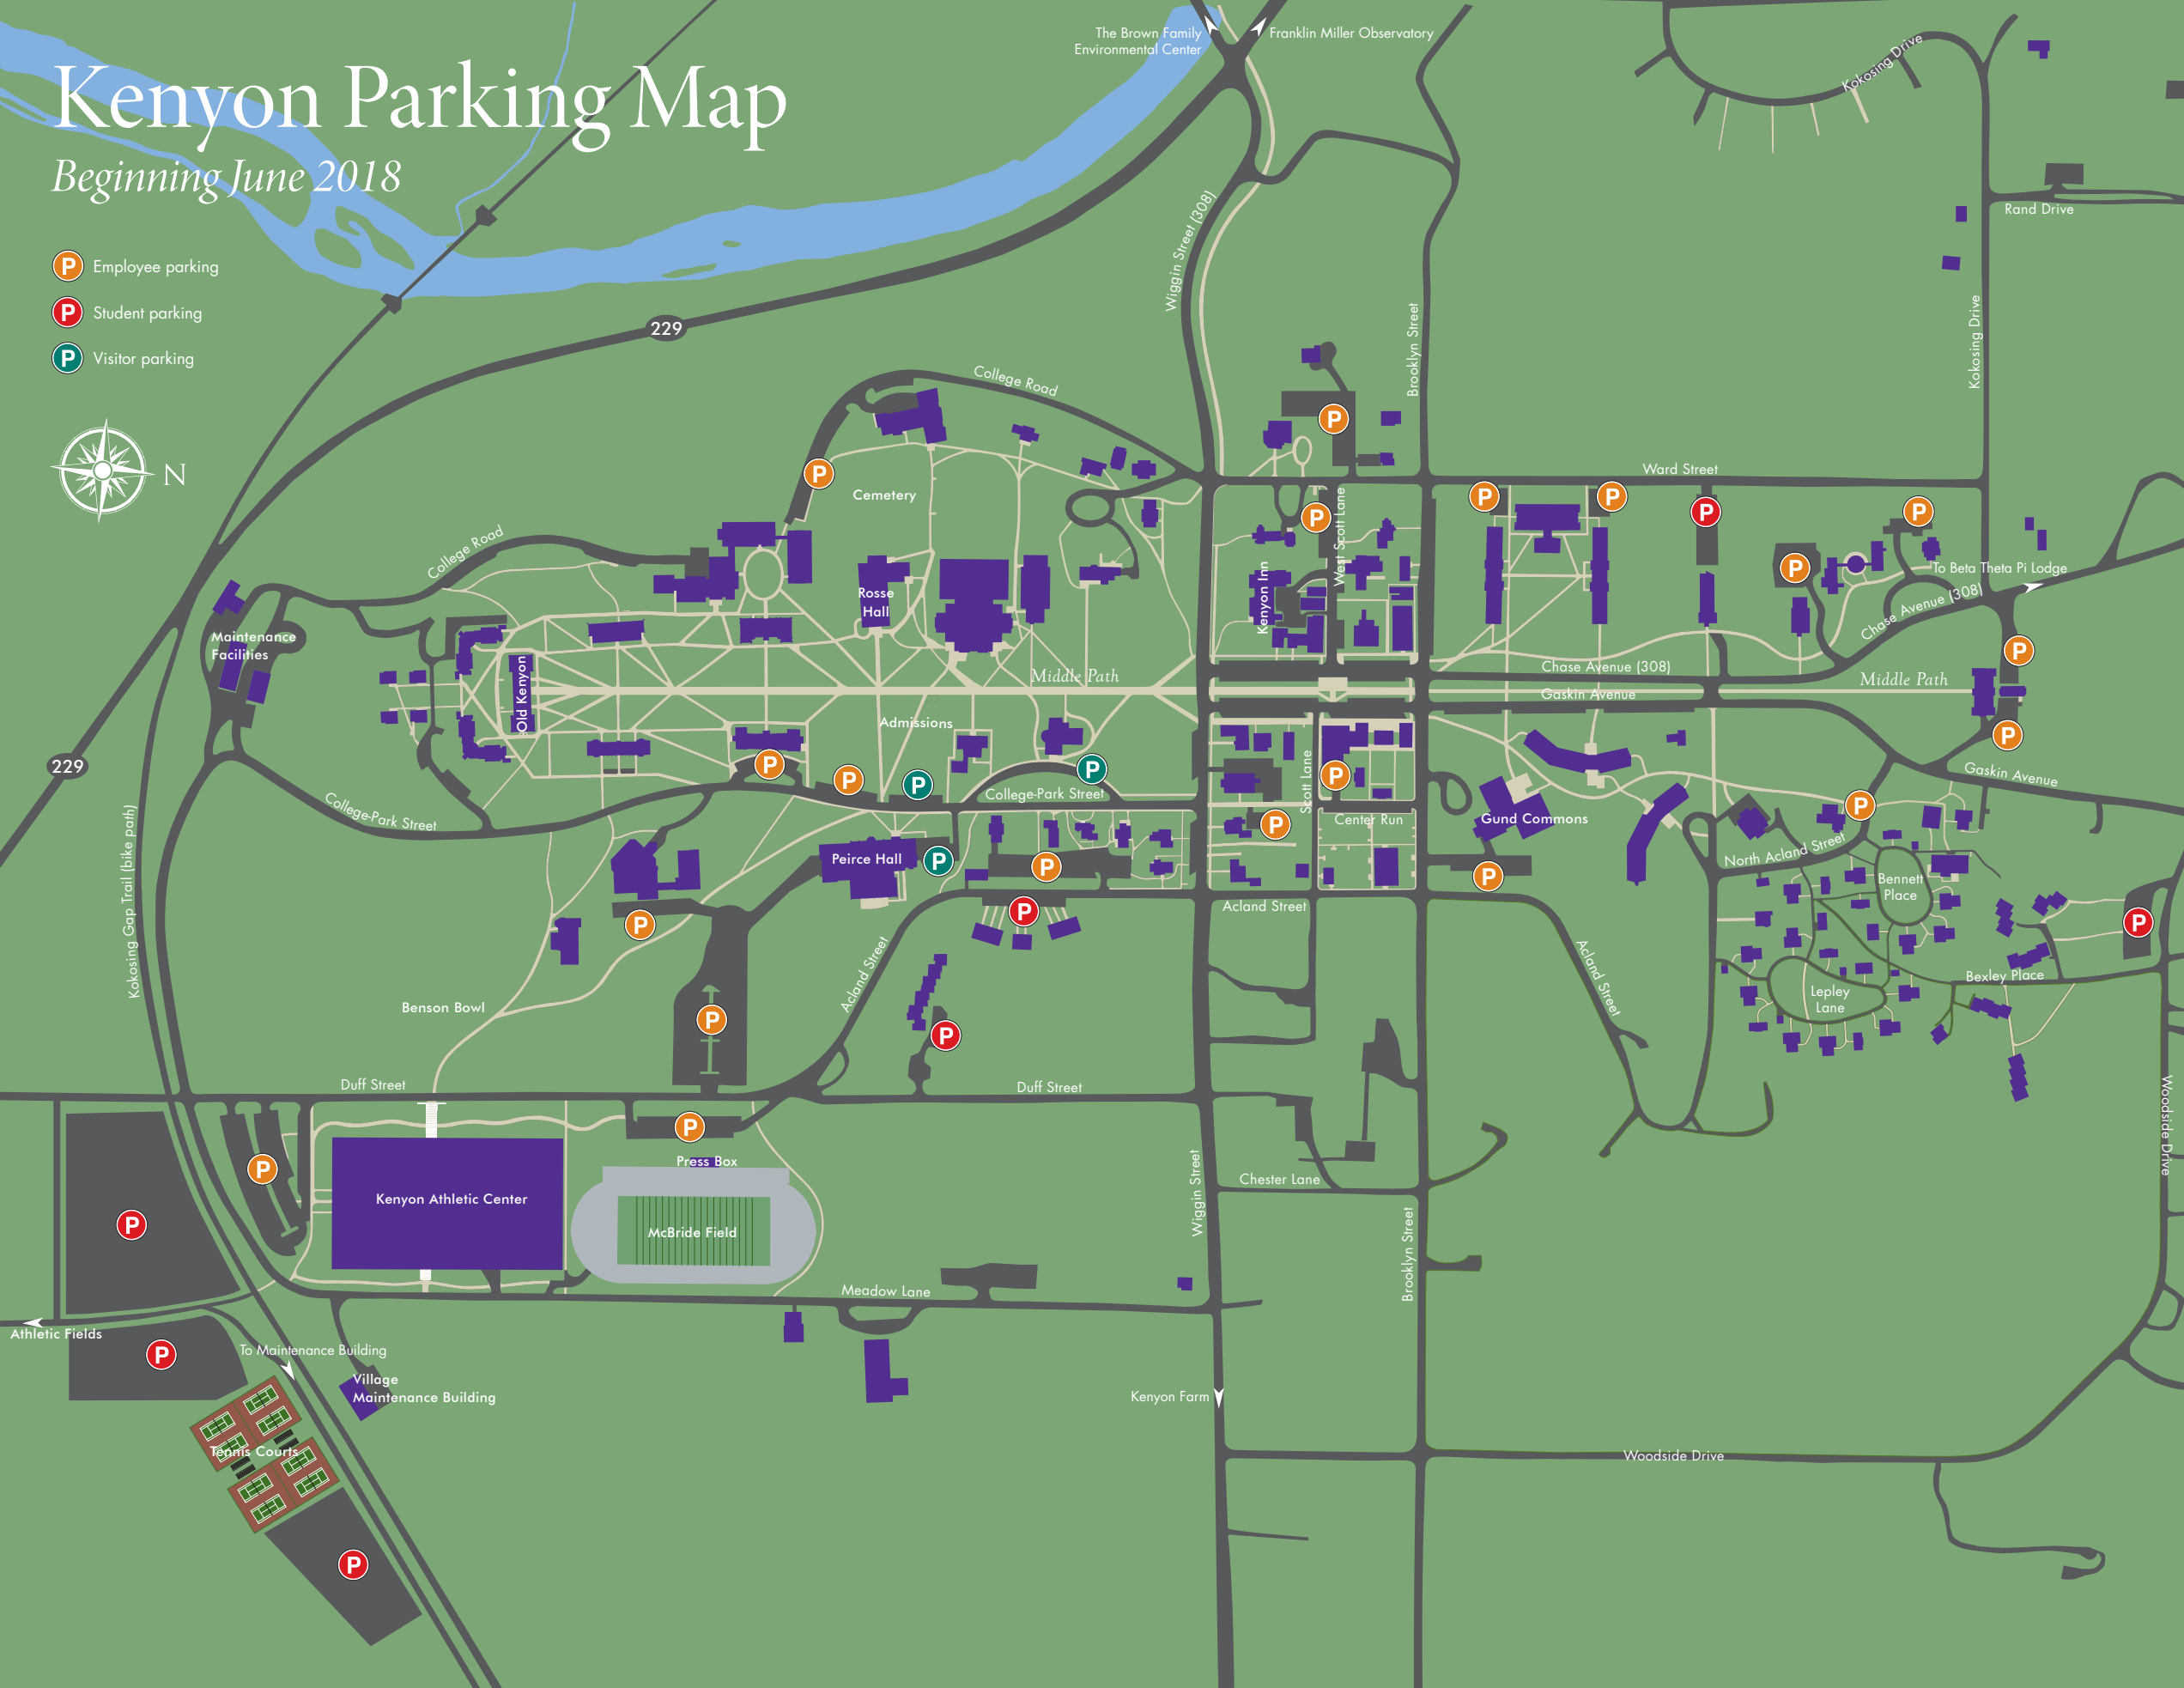 Kenyon Parking Map
Beginning June 2018
P Employee parking
P Student parking
P Visitor parking
N
The Brown Family
Environmental Center
Franklin Miller Observatory
Kokosing Drive
Rand Drive
Wiggin Street (308)
Brooklyn Street
Kokosing Drive
229
College Road
P
Ward Street
P
Cemetery
P
P
P
P
P
P
West Scott Lane
Kenyon Inn
College Road
Rosse
Hall
P
To Beta Theta Pi Lodge
Chase Avenue (308)
Maintenance
Facilities
Old Kenyon
P
Middle Path
Chase Avenue (308)
Gaskin Avenue
Middle Path
Admissions
P
229
P
P
P
P
P
Scott Lane
College-Park Street
Gaskin Avenue
College-Park Street
P
P
Center Run
Gund Commons
North Acland Street
Peirce Hall
P
P
P
Bennett
Place
Kokosing Gap Trail (bike path)
P
P
Acland Street
P
Acland Street
Acland Street
Bexley Place
Benson Bowl
P
P
Lepley
Lane
Duff Street
Duff Street
Woodside Drive
P
P
Press Box
Kenyon Athletic Center
McBride Field
Wiggin Street
Chester Lane
Brooklyn Street
P
Meadow Lane
Athletic Fields
P
To Maintenance Building
Village
Maintenance Building
Kenyon Farm
Tennis Courts
Woodside Drive
P